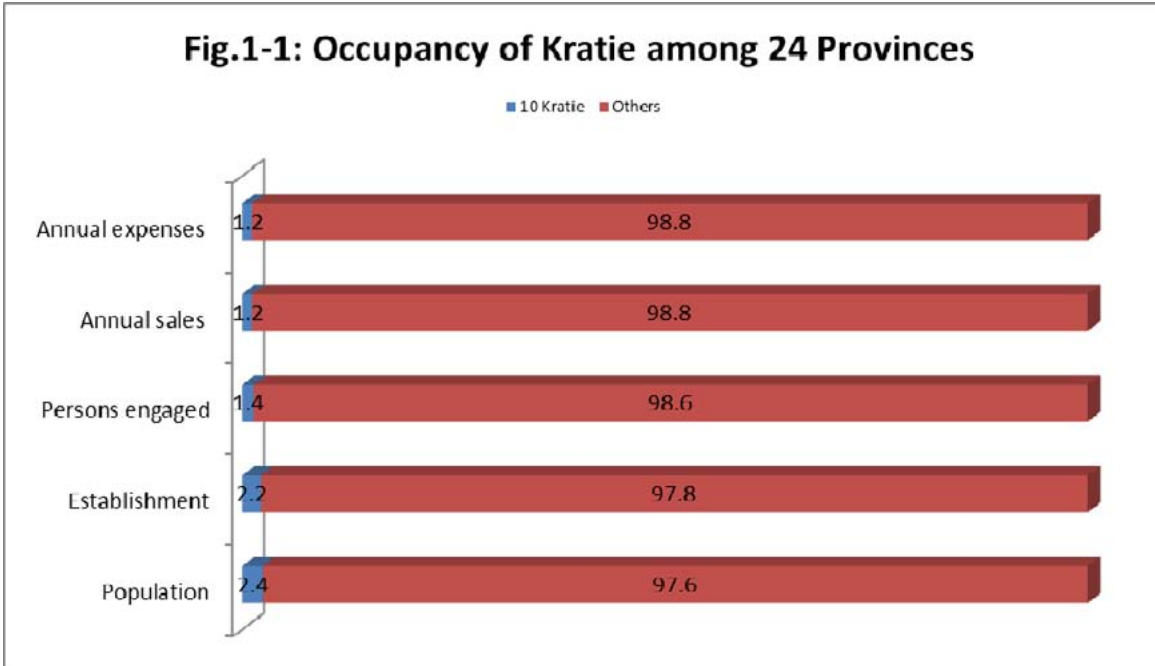 Fig.1-1: Occupancy of Kratie among 24 Provinces
10 Kratie Others
Annual expenses 1.2 98.8
Annual sales 1.2 98.8
Persons engaged 1.4 98.6
Establishment 2.2 97.8
Population 2.4 97.6